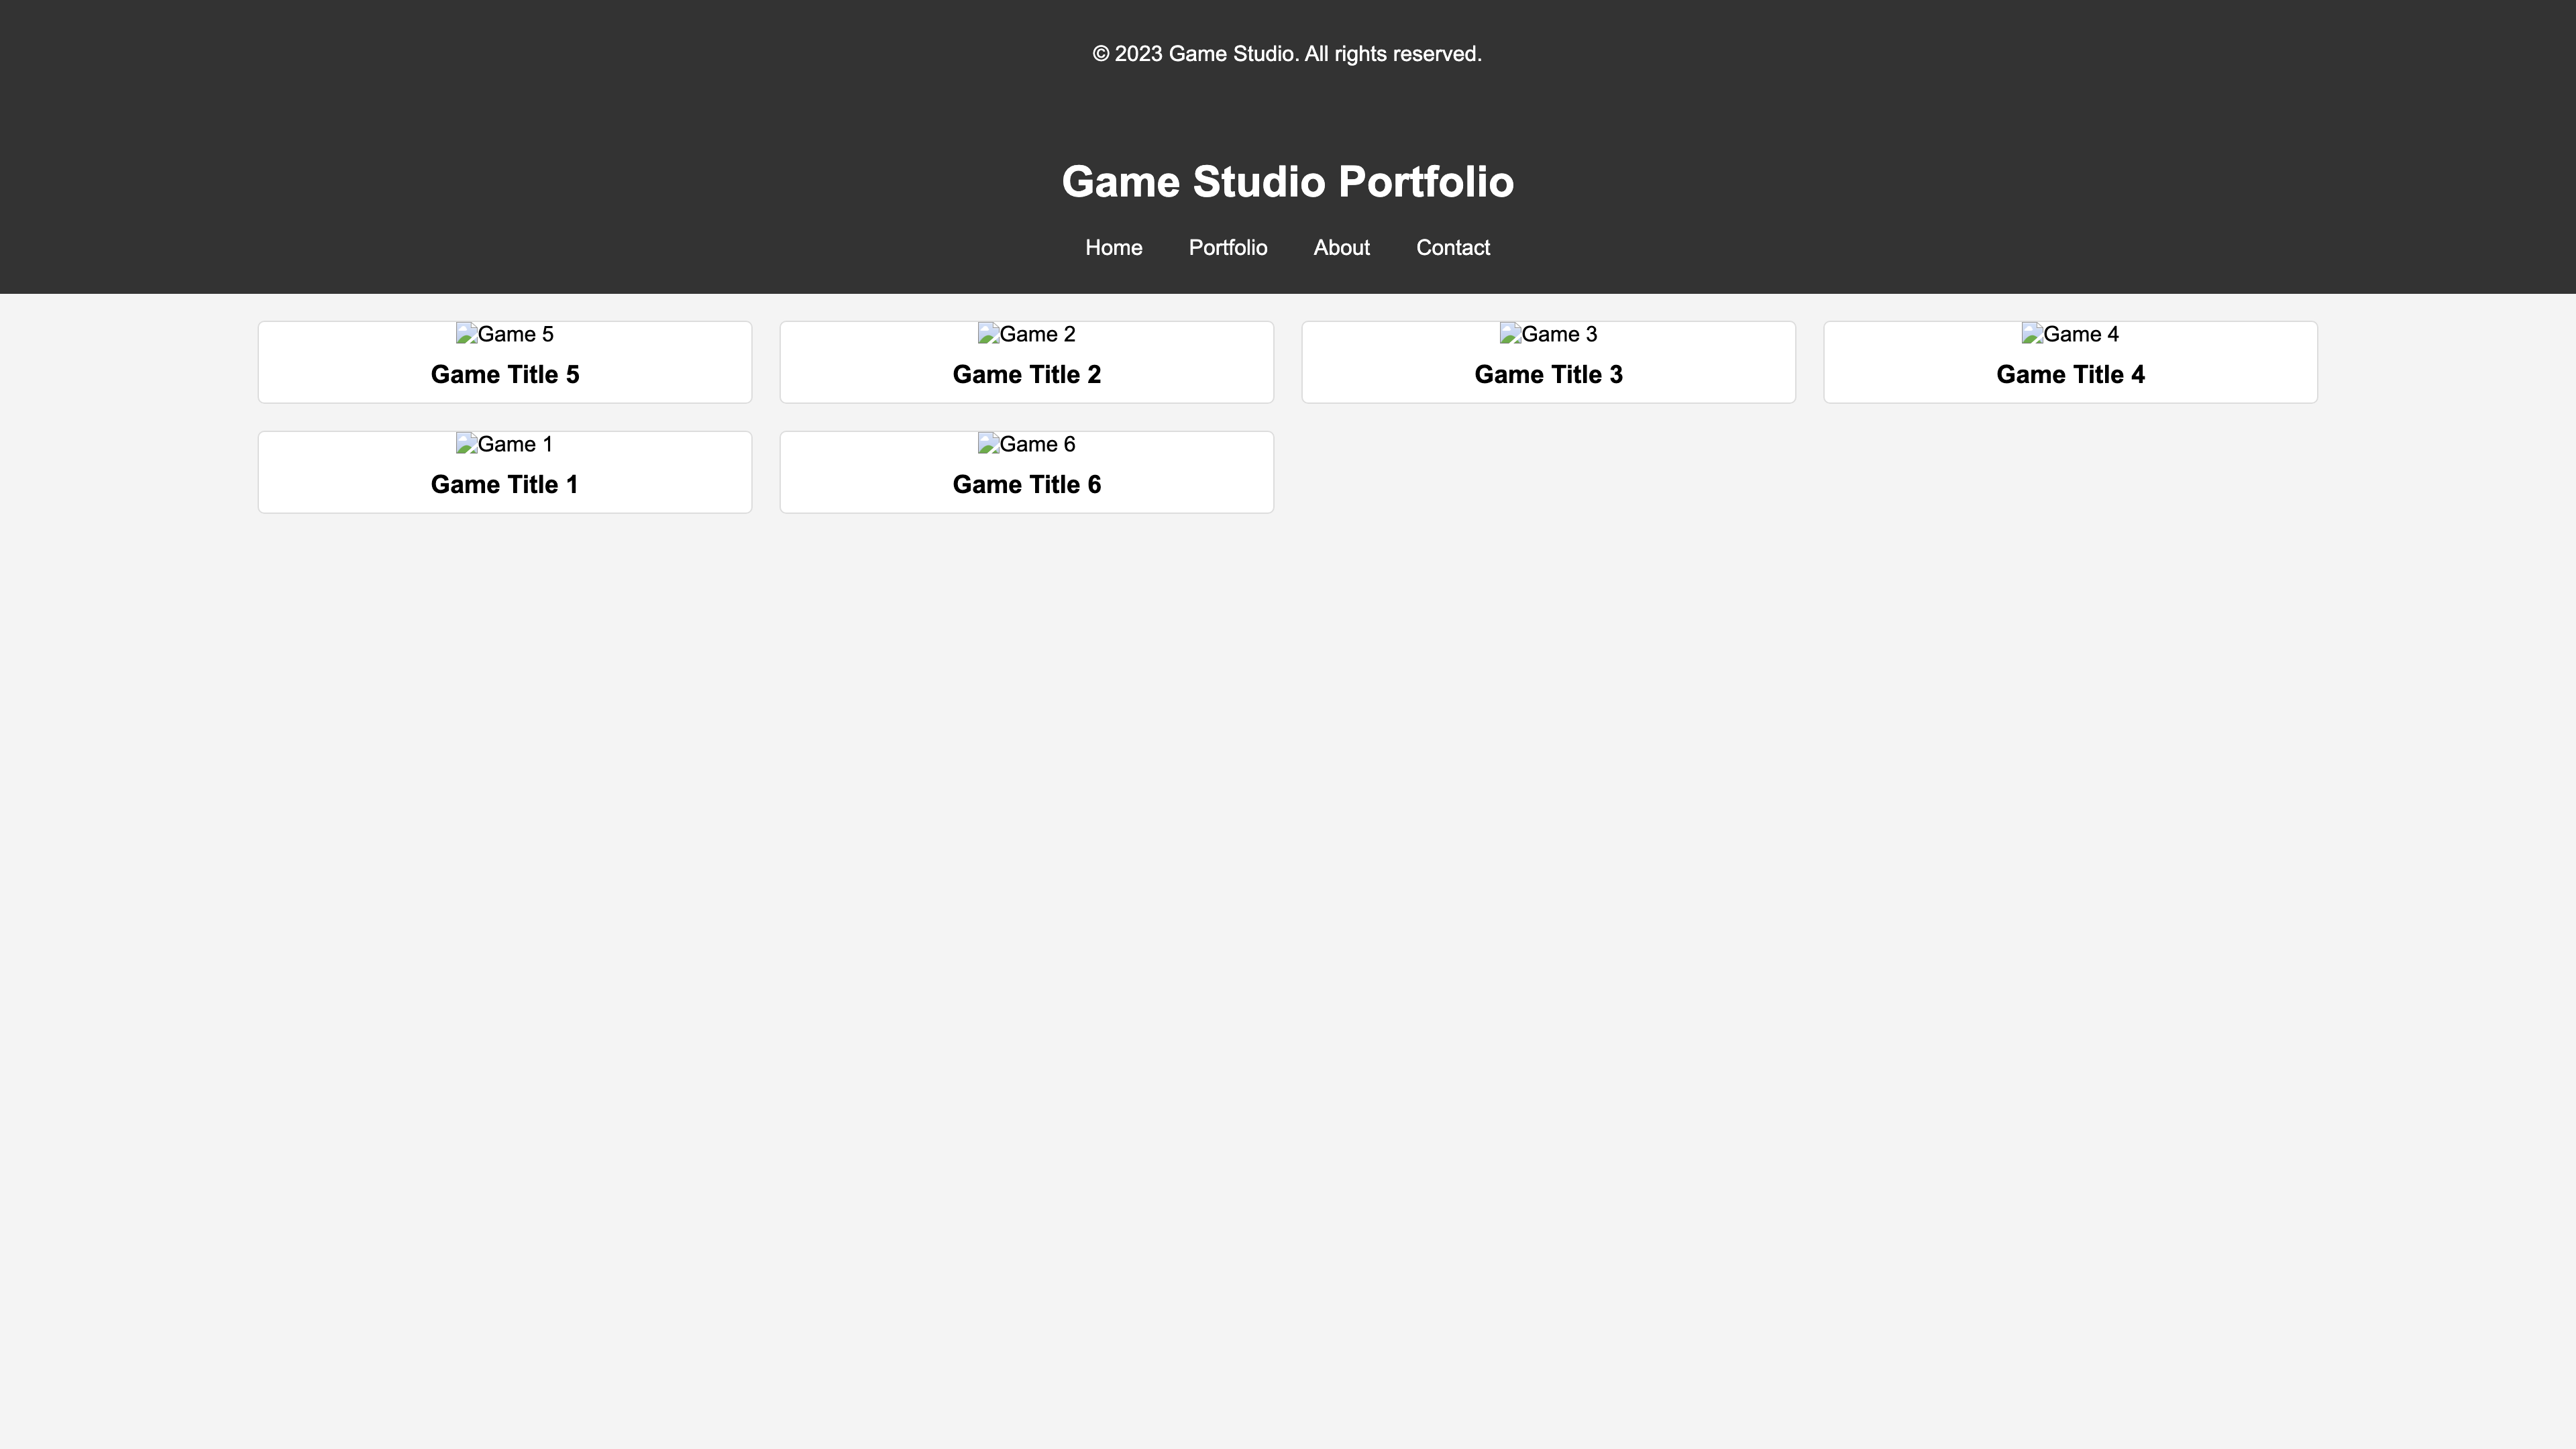 © 2023 Game Studio. All rights reserved.
Game Studio Portfolio
Home Portfolio About Contact
Game 5 Game 2 Game 3 Game 4
Game Title 5 Game Title 2 Game Title 3 Game Title 4
Game 1 Game 6
Game Title 1 Game Title 6